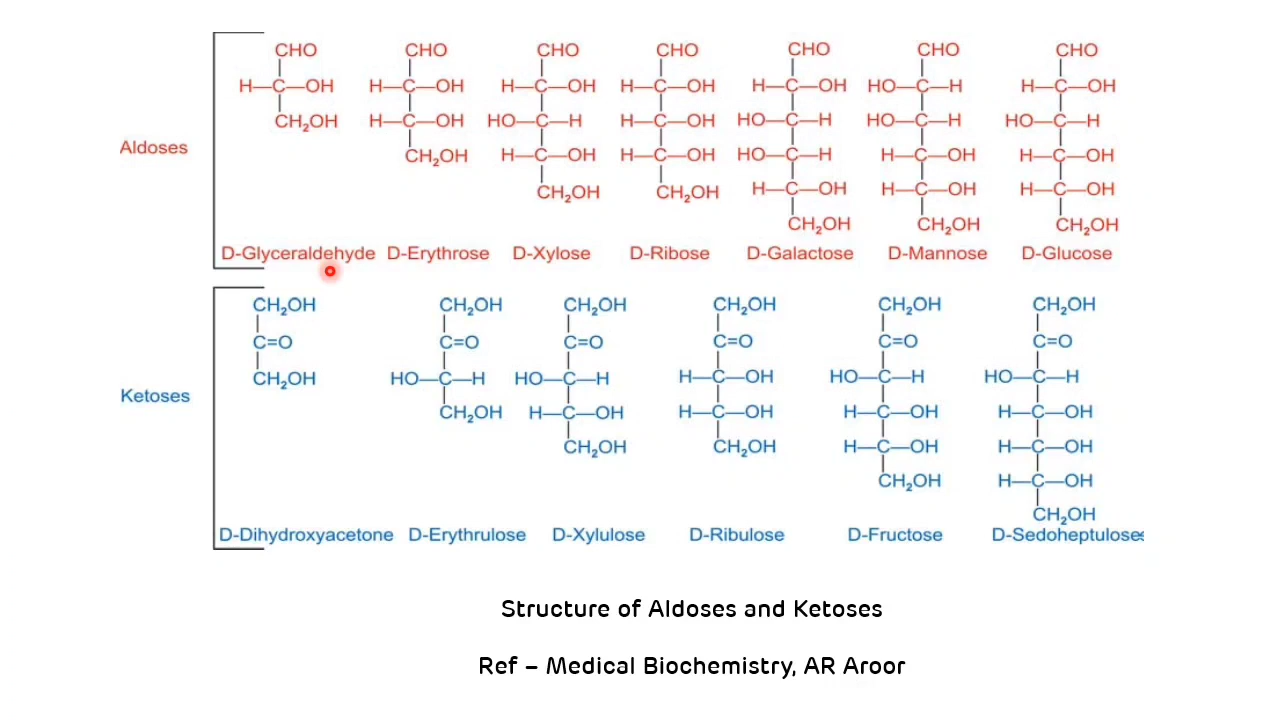 CHO CHO CHO CHO CHO CHO CHO
H—C—OH H—C—OH H—C—OH H—C—OH H—C—OH HO—C—H H—C—OH
CH₂OH H—C—OH HO—C—H H—C—OH HO—C—H HO—C—H HO—C—H
Aldoses
CH₂OH H—C—OH H—C—OH HO—C—H H—C—OH H—C—OH
CH₂OH CH₂OH H—C—OH H—C—OH H—C—OH
CH₂OH CH₂OH CH₂OH
D-Glyceraldehyde D-Erythrose D-Xylose D-Ribose D-Galactose D-Mannose D-Glucose
CH₂OH CH₂OH CH₂OH CH₂OH CH₂OH CH₂OH
C=O C=O C=O C=O C=O C=O
CH₂OH HO—C—H HO—C—H H—C—OH HO—C—H HO—C—H
Ketoses
CH₂OH H—C—OH H—C—OH H—C—OH H—C—OH
CH₂OH CH₂OH H—C—OH H—C—OH
CH₂OH H—C—OH
CH₂OH
D-Dihydroxyacetone D-Erythrulose D-Xylulose D-Ribulose D-Fructose D-Sedoheptulose
Structure of Aldoses and Ketoses
Ref – Medical Biochemistry, AR Aroor